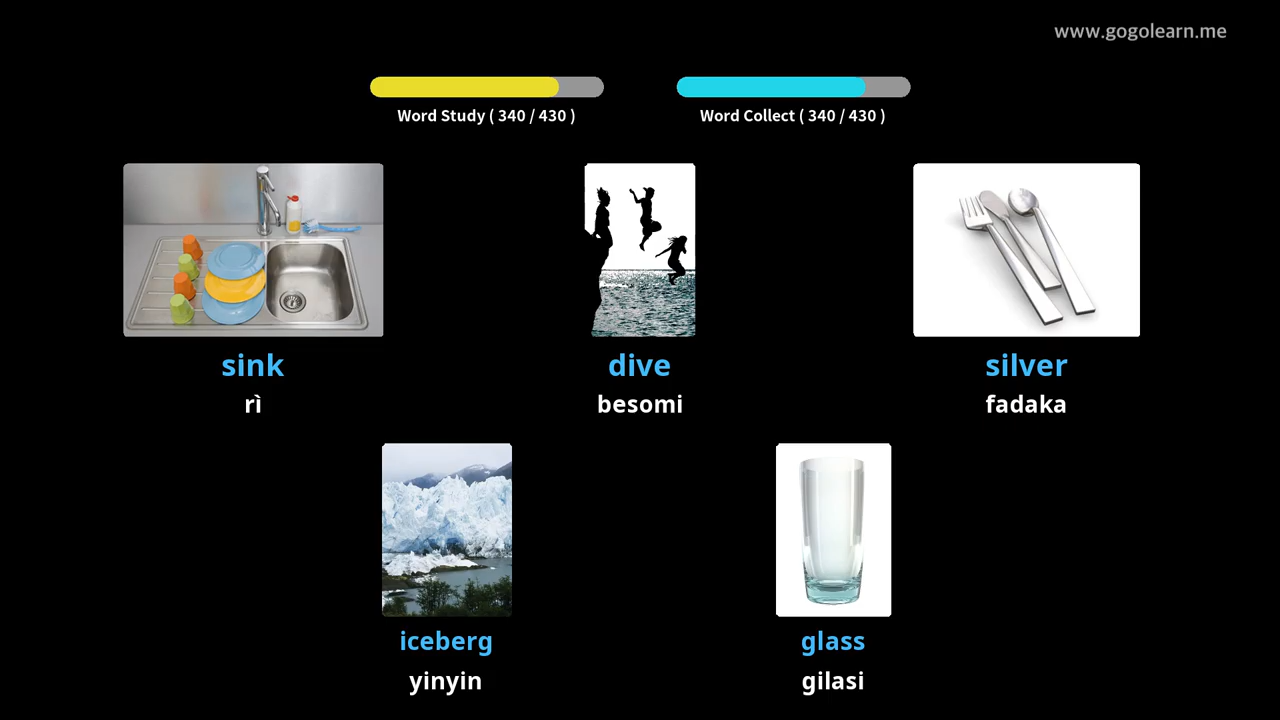 www.gogolearn.me
Word Study ( 340 / 430 )
Word Collect ( 340 / 430 )
sink
rì
dive
besomi
silver
fadaka
iceberg
yinyin
glass
gilasi